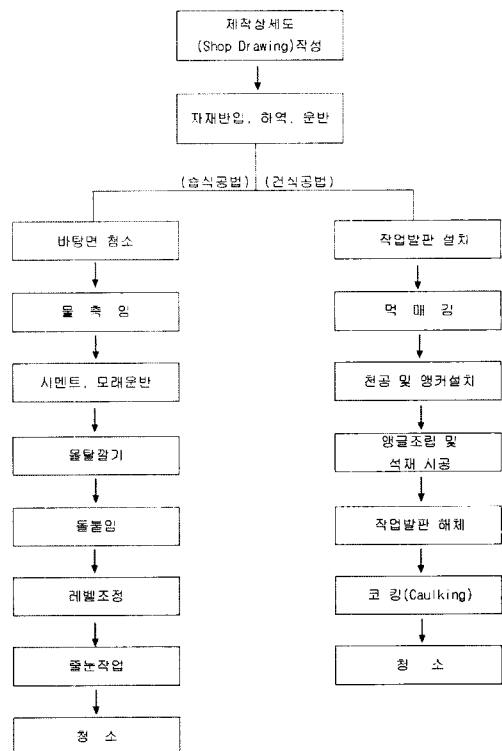 제작상세도
(Shop Drawing)작성
자재반입, 하역, 운반
(습식공법) (건식공법)
바탕면 청소
물 축 임
시멘트, 모래운반
몰탈깔기
돌붙임
레벨조정
줄눈작업
청 소
작업발판 설치
먹 매 김
천공 및 앵커설치
앵글조립 및
석재 시공
작업발판 해체
코 킹(Caulking)
청 소